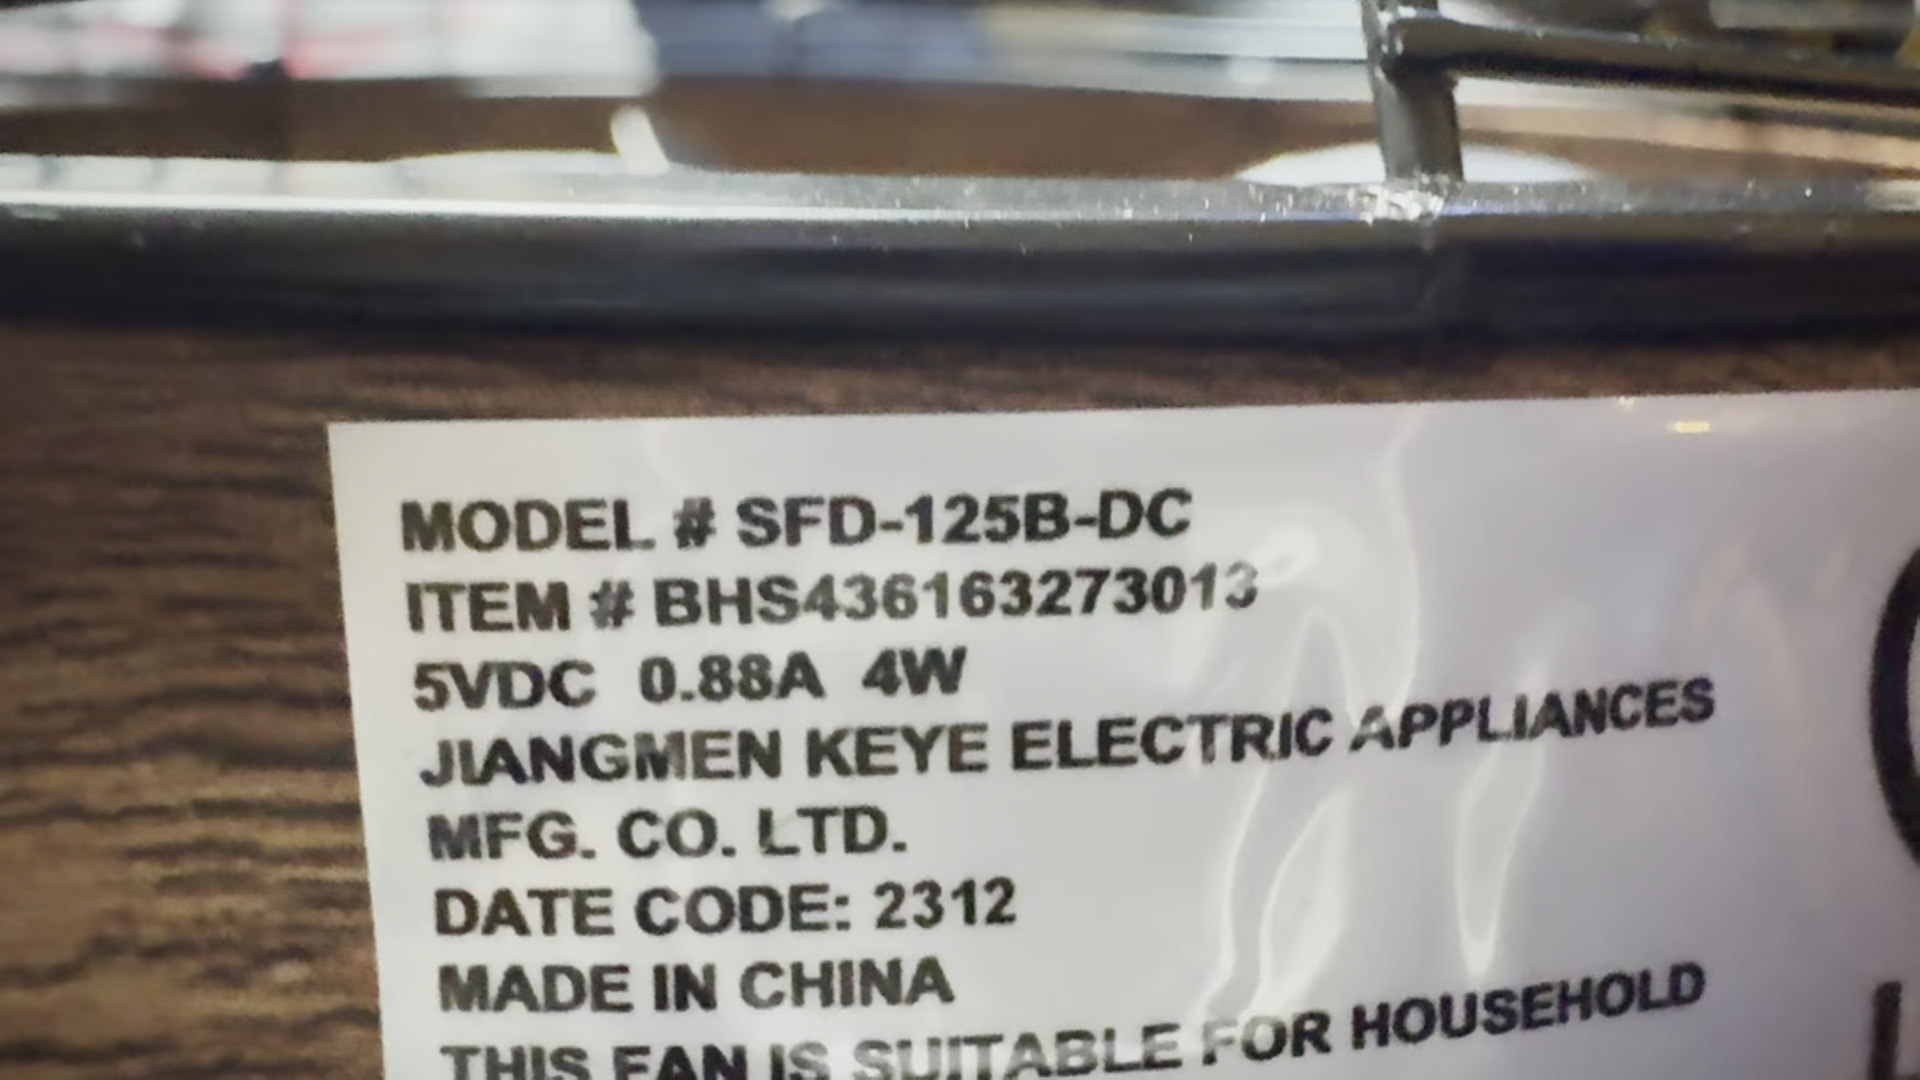 MODEL # SFD-125B-DC
ITEM # BHS436163273013
5VDC 0.88A 4W
JIANGMEN KEYE ELECTRIC APPLIANCES
MFG. CO. LTD.
DATE CODE: 2312
MADE IN CHINA
THIS FAN IS SUITABLE FOR HOUSEHOLD